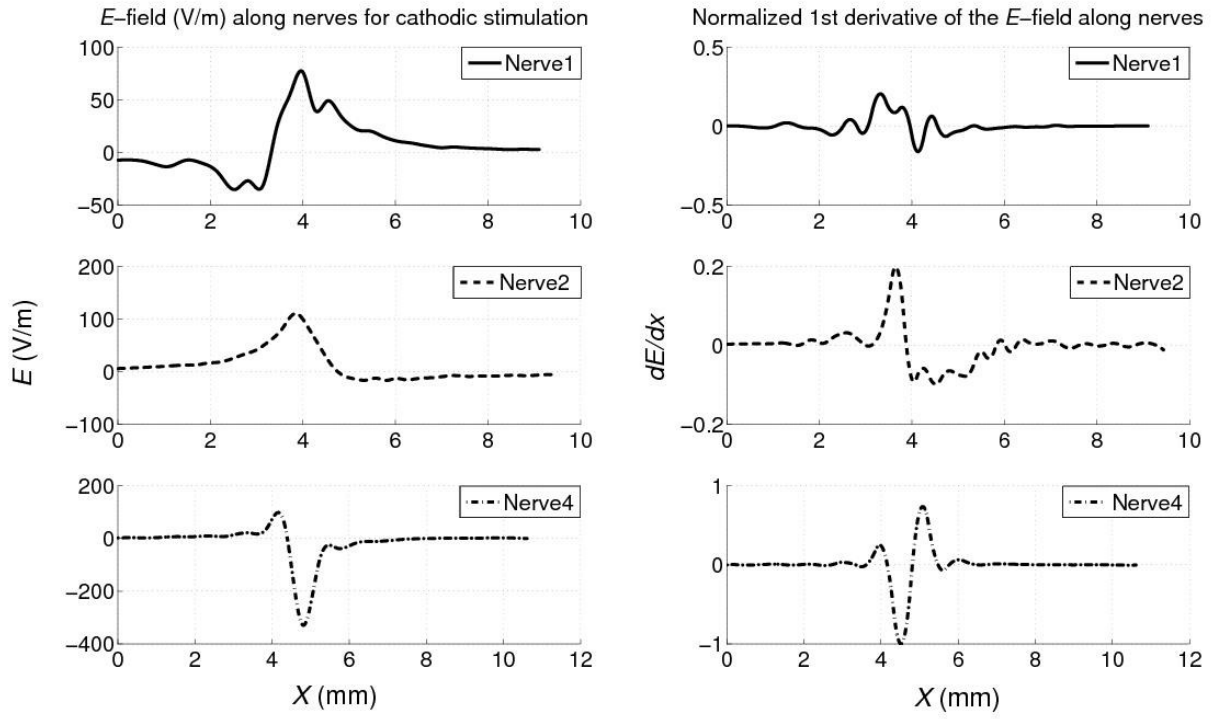 E–field (V/m) along nerves for cathodic stimulation
Normalized 1st derivative of the E–field along nerves
100
50
0
−50
0 2 4 6 8 10
Nerve1
0.5
0
−0.5
0 2 4 6 8 10
Nerve1
E (V/m)
200
100
0
−100
0 2 4 6 8 10
Nerve2
dE/dx
0.2
0
−0.2
0 2 4 6 8 10
Nerve2
200
0
−200
−400
0 2 4 6 8 10 12
Nerve4
X (mm)
1
0
−1
0 2 4 6 8 10 12
Nerve4
X (mm)